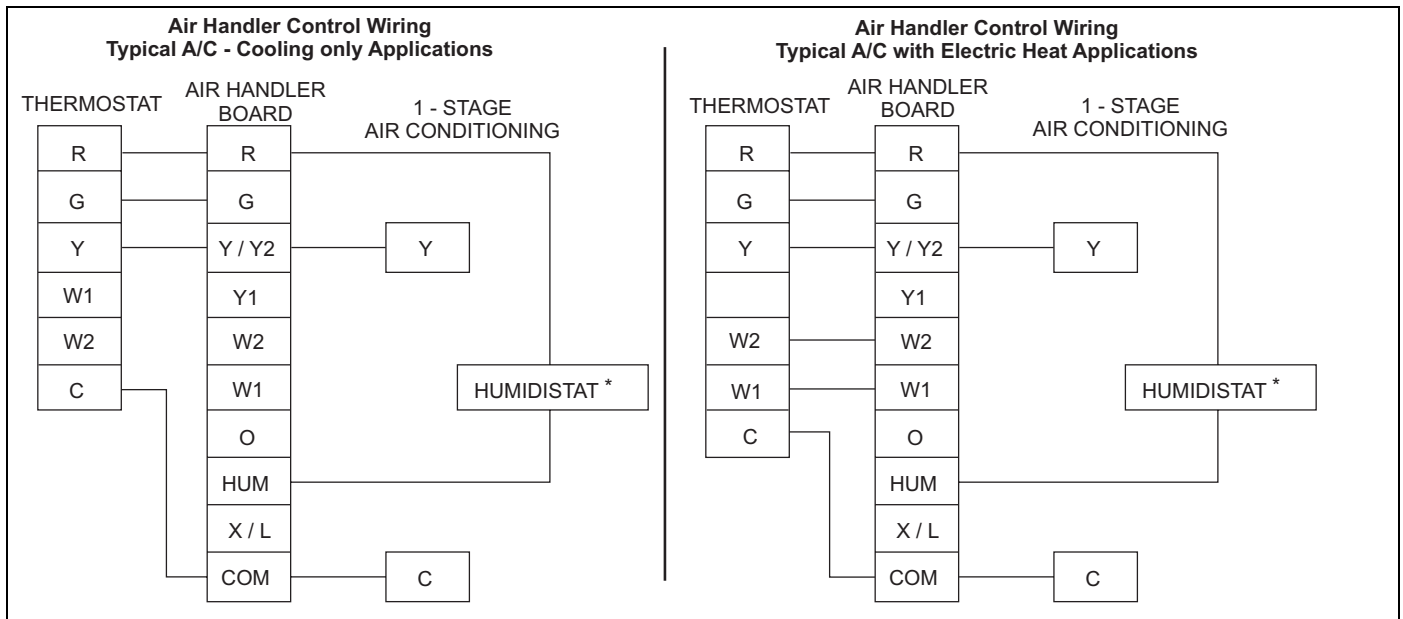 Air Handler Control Wiring
Typical A/C - Cooling only Applications
THERMOSTAT
AIR HANDLER
BOARD
1 - STAGE
AIR CONDITIONING
R
G
Y
W1
W2
C
R
G
Y / Y2
Y1
W2
W1
O
HUM
X / L
COM
Y
HUMIDISTAT *
C
Air Handler Control Wiring
Typical A/C with Electric Heat Applications
THERMOSTAT
AIR HANDLER
BOARD
1 - STAGE
AIR CONDITIONING
R
G
Y
W2
W1
C
R
G
Y / Y2
Y1
W2
W1
O
HUM
X / L
COM
Y
HUMIDISTAT *
C